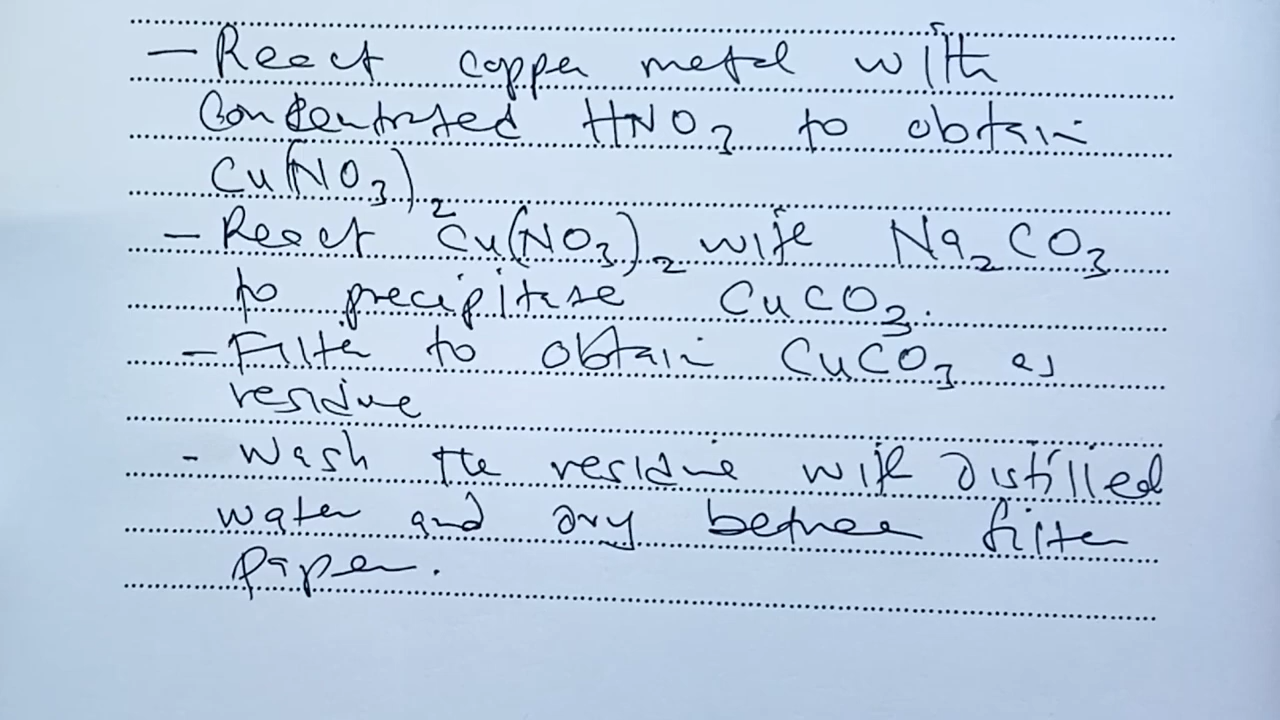 - React copper metal with
Concentrated HNO3 to obtain
Cu(NO3)2
- React Cu(NO3)2 with Na2CO3
to precipitate CuCO3.
- Filter to obtain CuCO3 as
residue
- Wash the residue with distilled
water and dry between filter
paper.